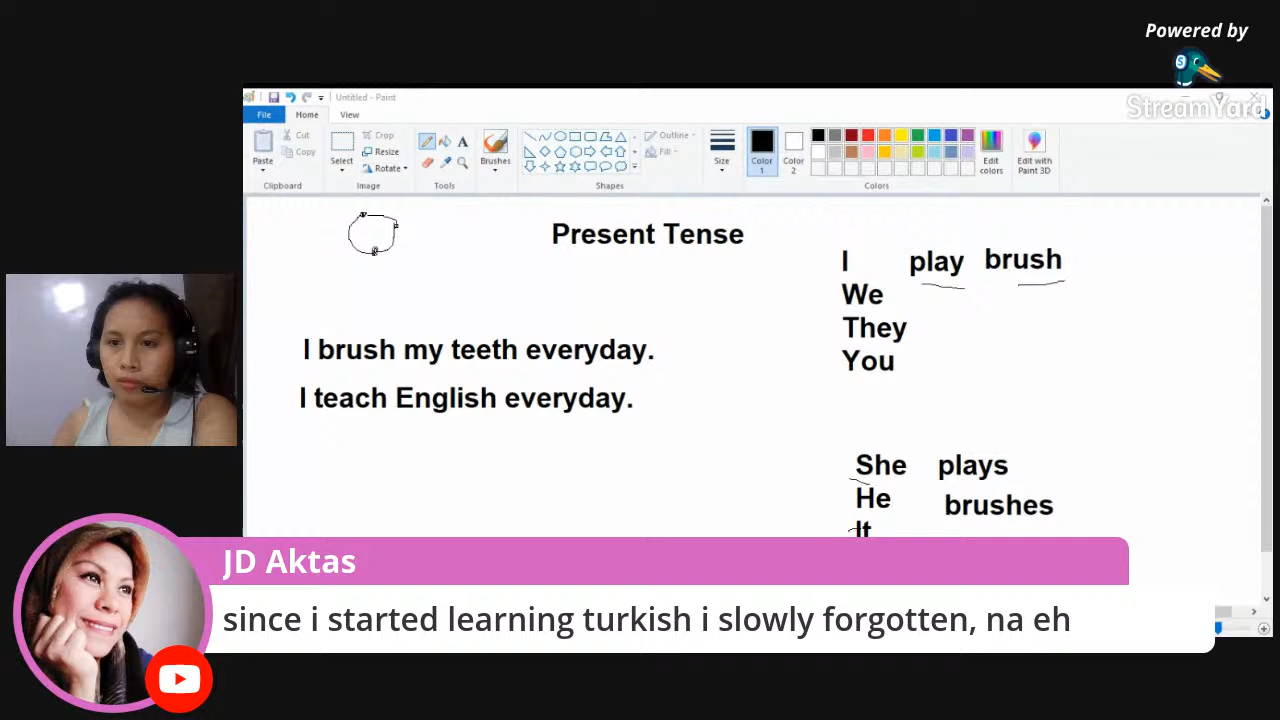 Powered by
S
StreamYard
Untitled - Paint
File
Home
View
Paste
Cut
Copy
Clipboard
Select
Crop
Resize
Rotate
Image
A
Tools
Brushes
Outline
Fill
Shapes
Size
Color
1
Color
2
Edit
colors
Edit with
Paint 3D
Colors
Present Tense
I play brush
We
They
You
I brush my teeth everyday.
I teach English everyday.
She plays
He brushes
It
JD Aktas
since i started learning turkish i slowly forgotten, na eh